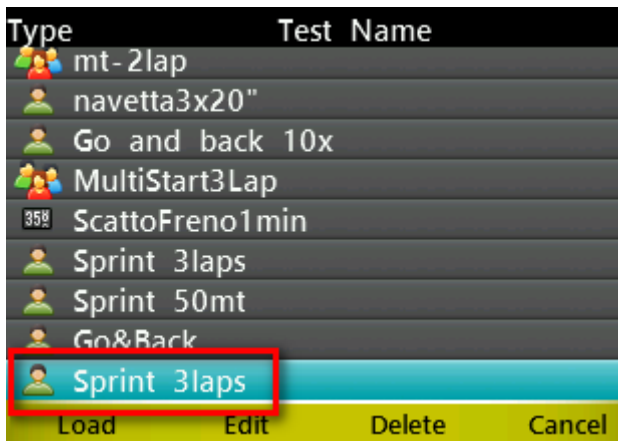 Type Test Name
mt-2lap
navetta3x20"
Go and back 10x
MultiStart3Lap
ScattoFreno1min
Sprint 3laps
Sprint 50mt
Go&Back
Sprint 3laps
Load Edit Delete Cancel